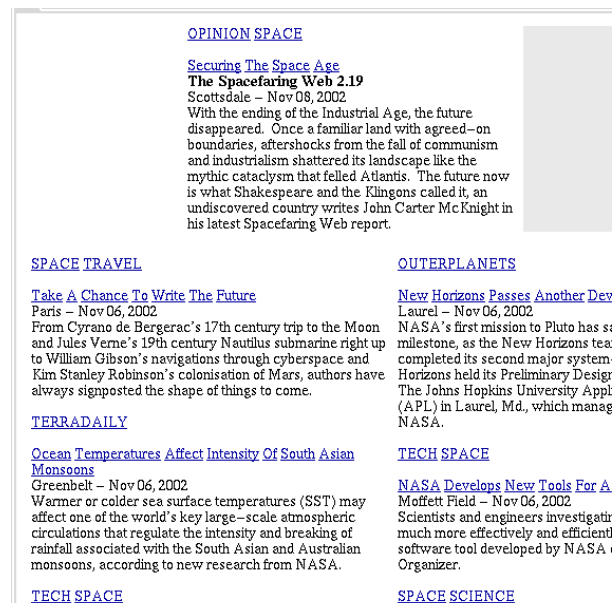 OPINION SPACE
Securing The Space Age
The Spacefaring Web 2.19
Scottsdale - Nov 08, 2002
With the ending of the Industrial Age, the future
disappeared. Once a familiar land with agreed-on
boundaries, aftershocks from the fall of communism
and industrialism shattered its landscape like the
mythic cataclysm that felled Atlantis. The future now
is what Shakespeare and the Klingons called it, an
undiscovered country writes John Carter McKnight in
his latest Spacefaring Web report.
SPACE TRAVEL
Take A Chance To Write The Future
Paris - Nov 06, 2002
From Cyrano de Bergerac's 17th century trip to the Moon
and Jules Verne's 19th century Nautilus submarine right up
to William Gibson's navigations through cyberspace and
Kim Stanley Robinson's colonisation of Mars, authors have
always signposted the shape of things to come.
TERRADAILY
Ocean Temperatures Affect Intensity Of South Asian
Monsoons
Greenbelt - Nov 06, 2002
Warmer or colder sea surface temperatures (SST) may
affect one of the world's key large-scale atmospheric
circulations that regulate the intensity and breaking of
rainfall associated with the South Asian and Australian
monsoons, according to new research from NASA.
TECH SPACE
OUTERPLANETS
New Horizons Passes Another Dev
Laurel - Nov 06, 2002
NASA's first mission to Pluto has sa
milestone, as the New Horizons tea
completed its second major system-
Horizons held its Preliminary Design
The Johns Hopkins University Appli
(APL) in Laurel, Md., which manag
NASA.
TECH SPACE
NASA Develops New Tools For A
Moffett Field - Nov 06, 2002
Scientists and engineers investigatin
much more effectively and efficientl
software tool developed by NASA
Organizer.
SPACE SCIENCE